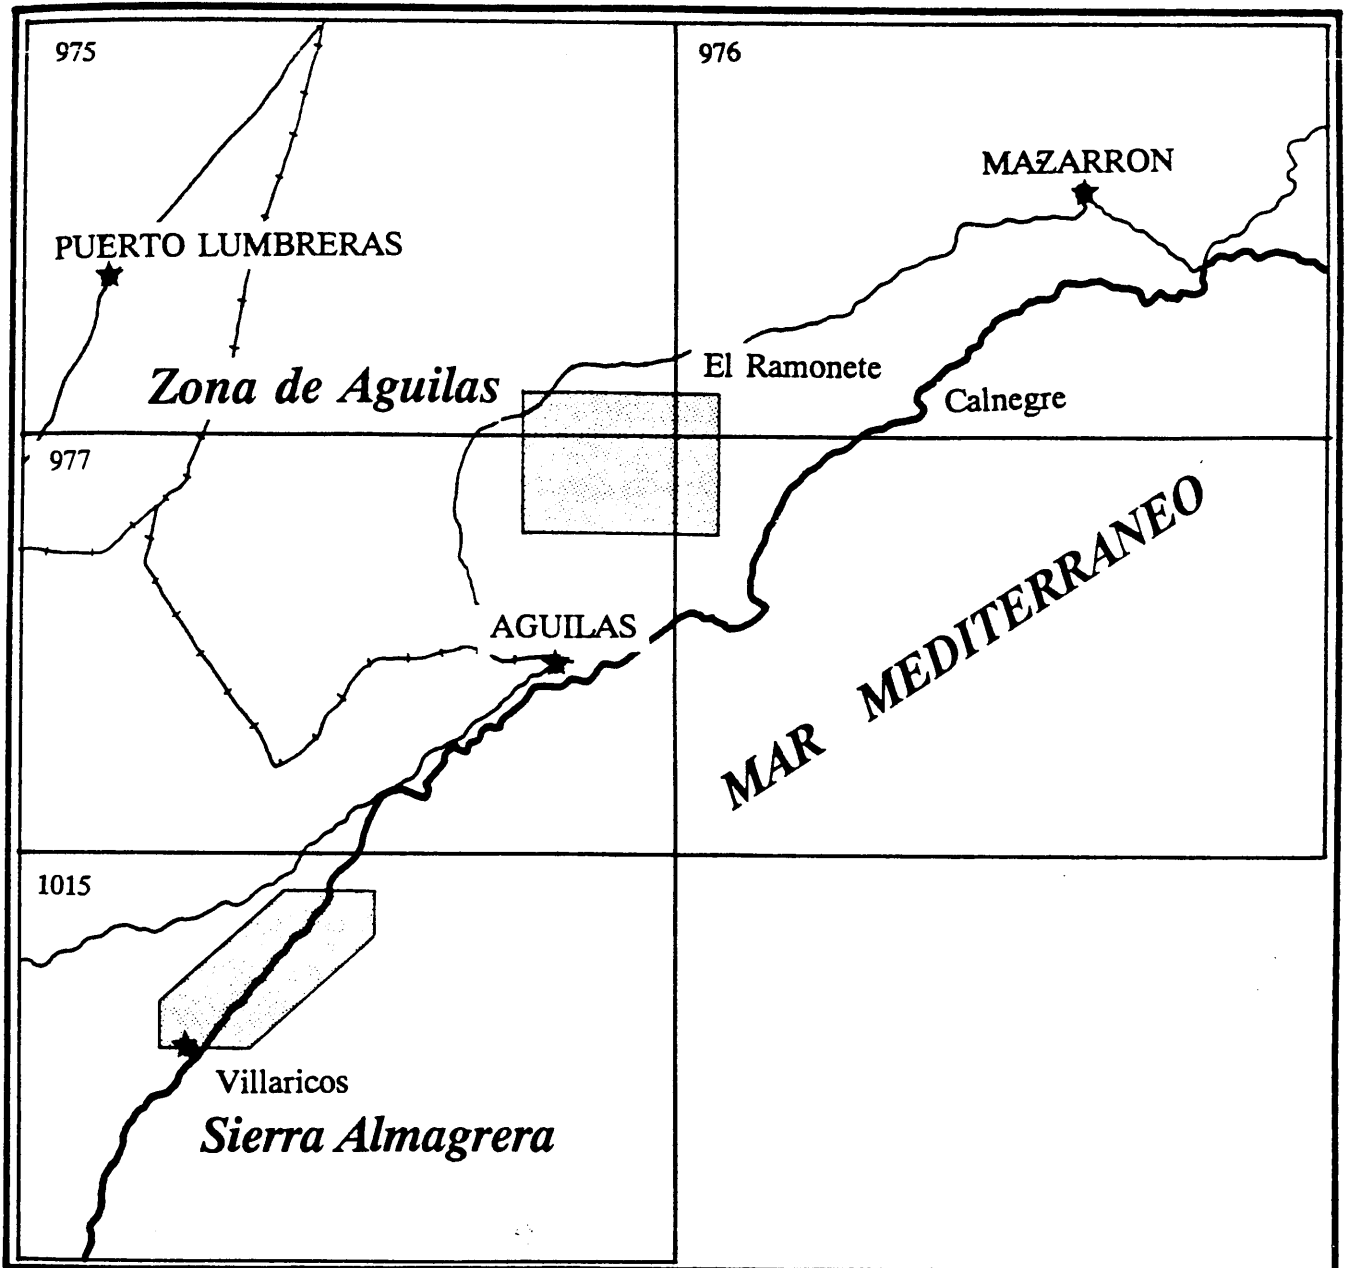 975
976
MAZARRON
PUERTO LUMBRERAS
Zona de Aguilas
El Ramonete
Calnegre
977
AGUILAS
MAR MEDITERRANEO
1015
Villaricos
Sierra Almagrera